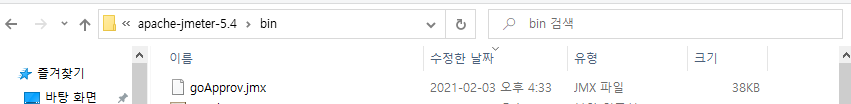 « apache-jmeter-5.4 > bin
bin 검색
이름 수정한 날짜 유형 크기
즐겨찾기
goApprov.jmx 2021-02-03 오후 4:33 JMX 파일 38KB
바탕 화면